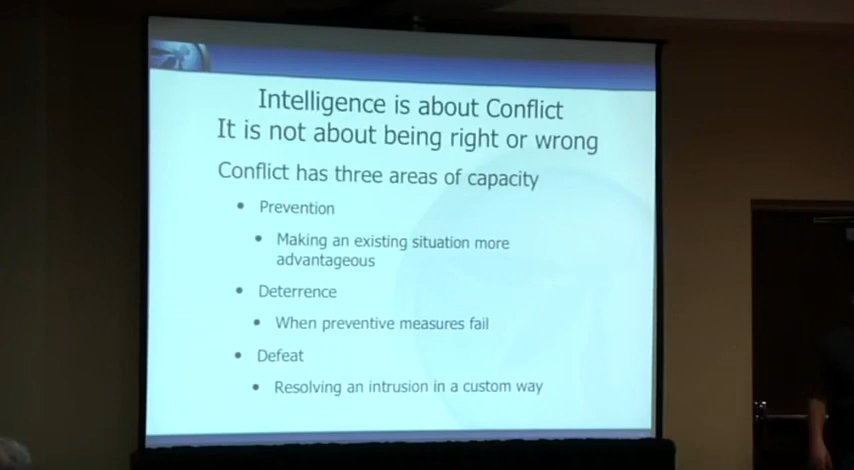 Intelligence is about Conflict
It is not about being right or wrong
Conflict has three areas of capacity
• Prevention
• Making an existing situation more
advantageous
• Deterrence
• When preventive measures fail
• Defeat
• Resolving an intrusion in a custom way